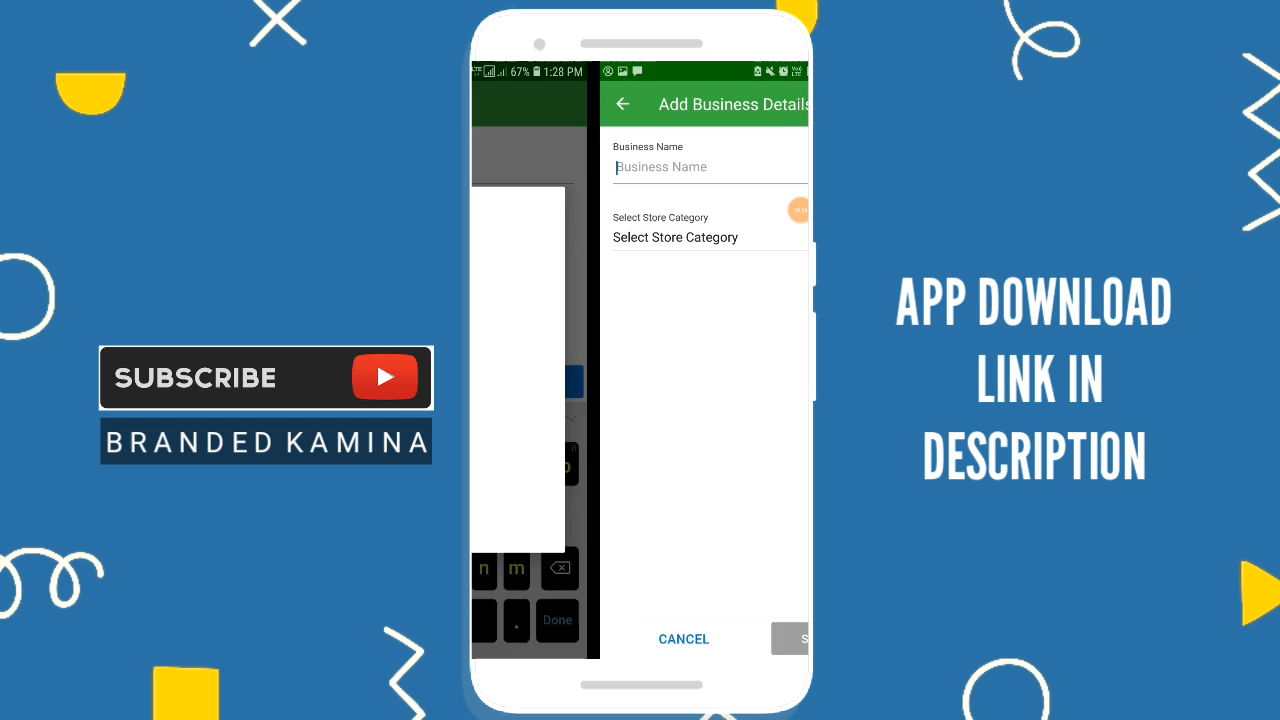 67% 1:28 PM
Add Business Details
Business Name
Business Name
Select Store Category
Select Store Category
n m
. Done
CANCEL
S
SUBSCRIBE
BRANDED KAMINA
APP DOWNLOAD
LINK IN
DESCRIPTION